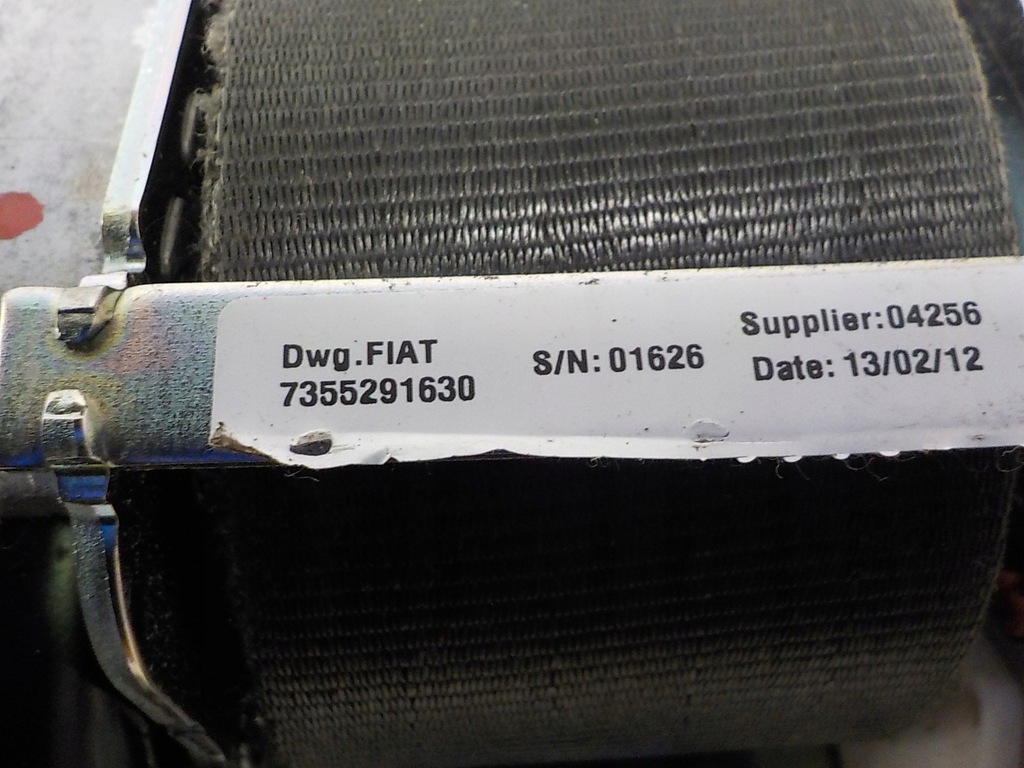 Dwg.FIAT
7355291630
S/N: 01626
Supplier:04256
Date: 13/02/12